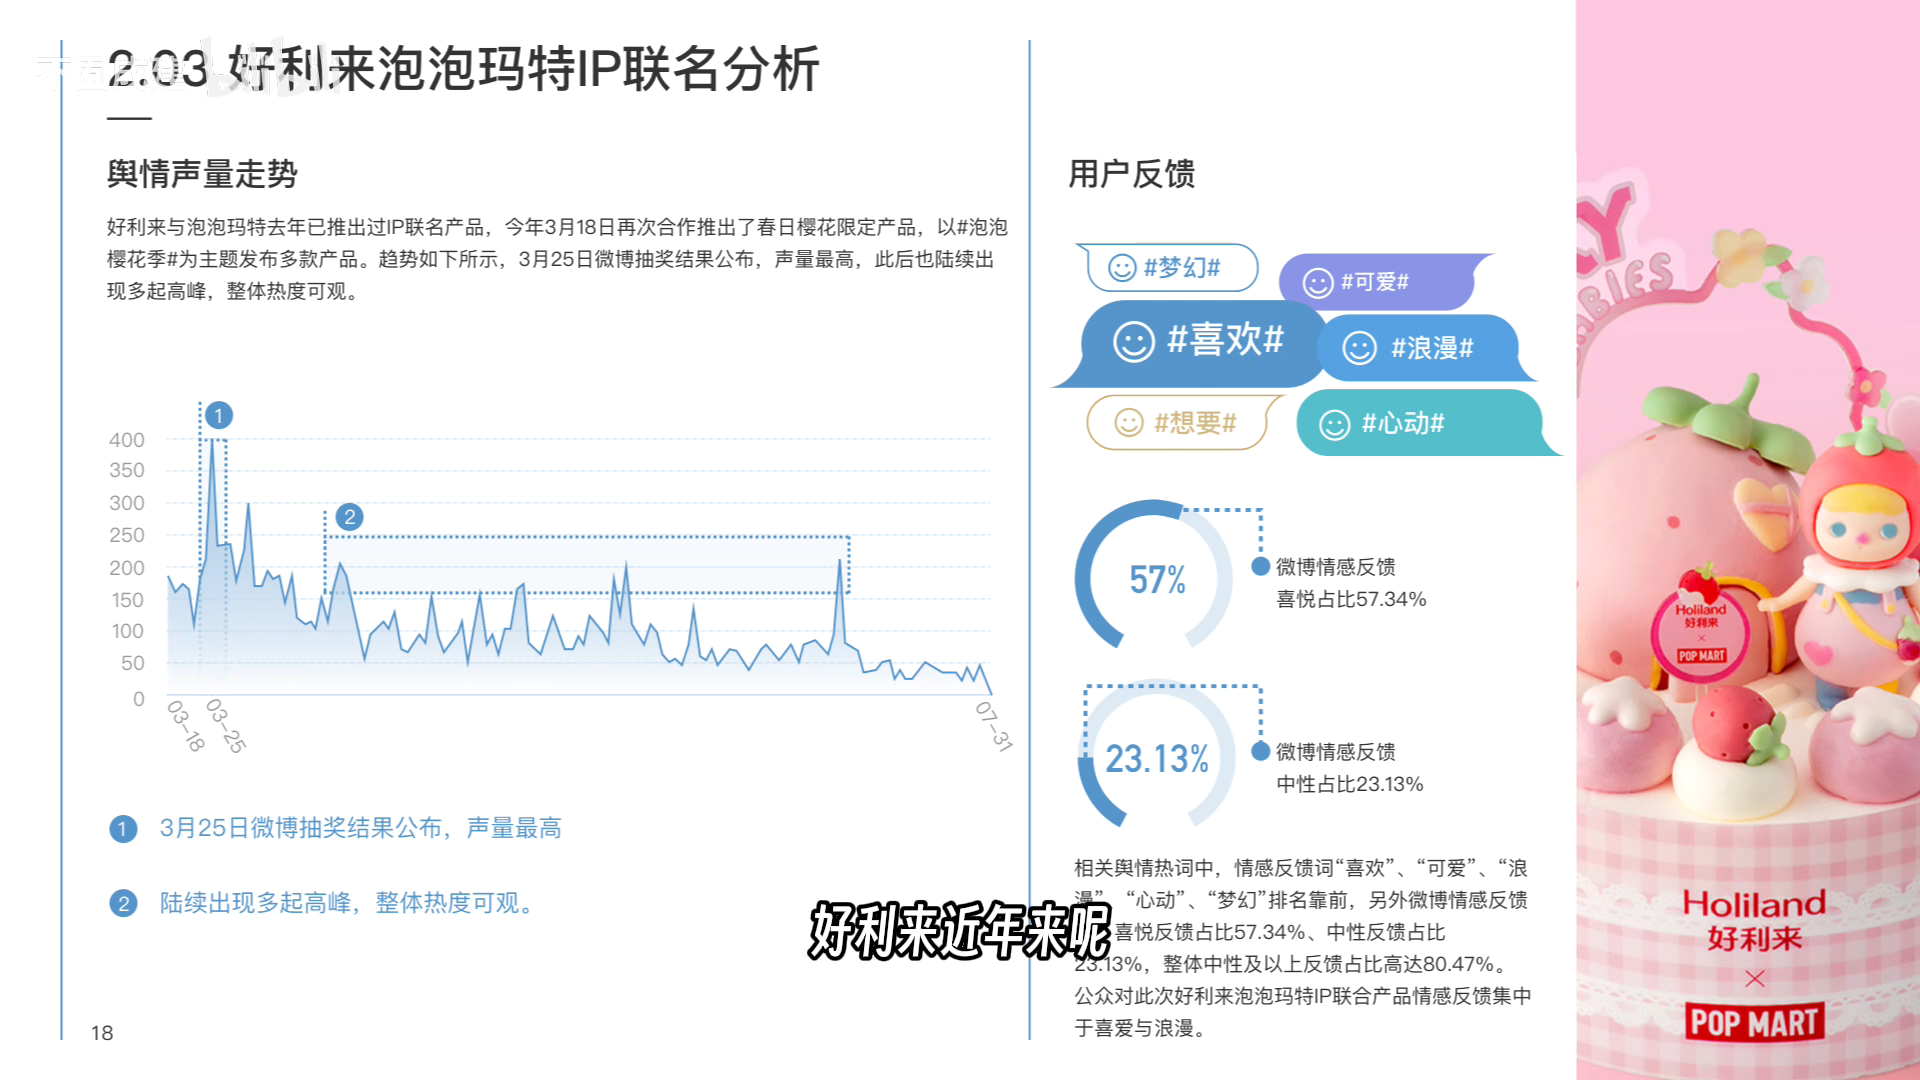 2.03 好利来泡泡玛特IP联名分析
舆情声量走势
好利来与泡泡玛特去年已推出过IP联名产品，今年3月18日再次合作推出了春日樱花限定产品，以#泡泡
樱花季#为主题发布多款产品。趋势如下所示，3月25日微博抽奖结果公布，声量最高，此后也陆续出
现多起高峰，整体热度可观。
1
2
400
350
300
250
200
150
100
50
0
03-18
03-25
07-31
1 3月25日微博抽奖结果公布，声量最高
2 陆续出现多起高峰，整体热度可观。
18
用户反馈
#梦幻#
#可爱#
#喜欢#
#浪漫#
#想要#
#心动#
57%
微博情感反馈
喜悦占比57.34%
23.13%
微博情感反馈
中性占比23.13%
相关舆情热词中，情感反馈词“喜欢”、“可爱”、“浪
漫”、“心动”、“梦幻”排名靠前，另外微博情感反馈
喜悦反馈占比57.34%、中性反馈占比
23.13%，整体中性及以上反馈占比高达80.47%。
公众对此次好利来泡泡玛特IP联合产品情感反馈集中
于喜爱与浪漫。
好利来近年来呢
BABIES
Holiland
好利来
×
POP MART
Holiland
好利来
×
POP MART